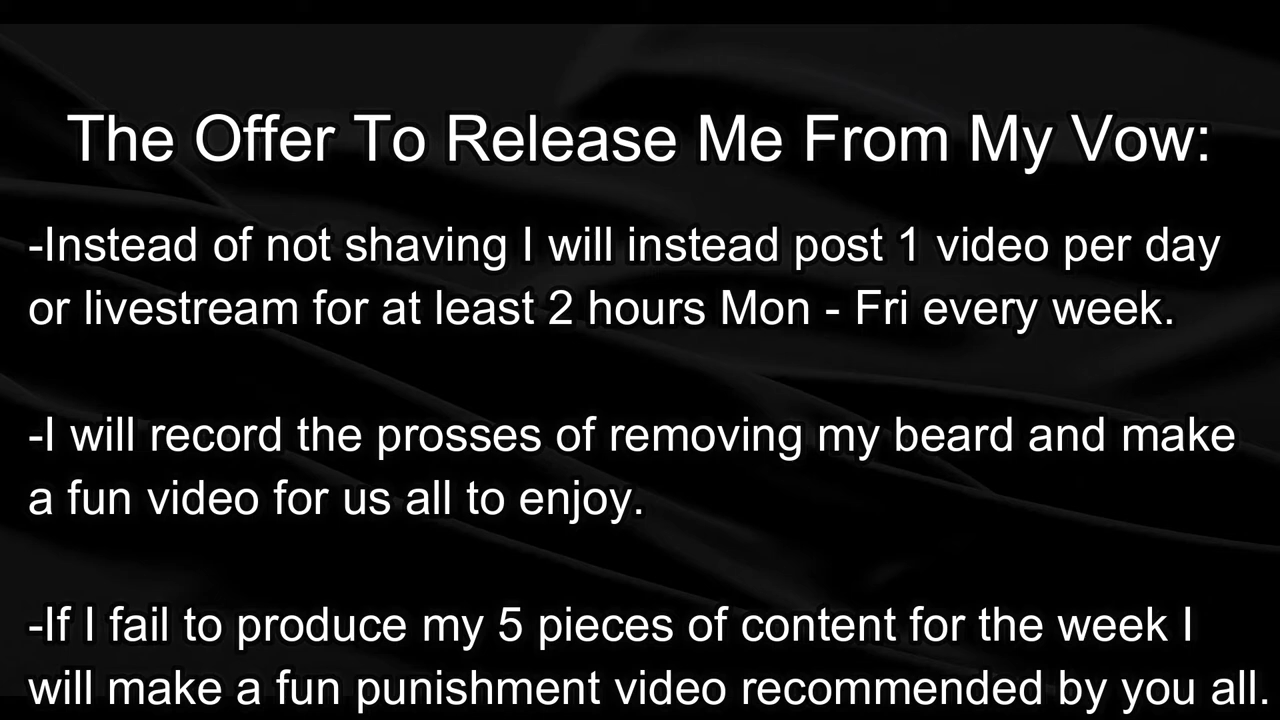 The Offer To Release Me From My Vow:
-Instead of not shaving I will instead post 1 video per day
or livestream for at least 2 hours Mon - Fri every week.
-I will record the prosses of removing my beard and make
a fun video for us all to enjoy.
-If I fail to produce my 5 pieces of content for the week I
will make a fun punishment video recommended by you all.